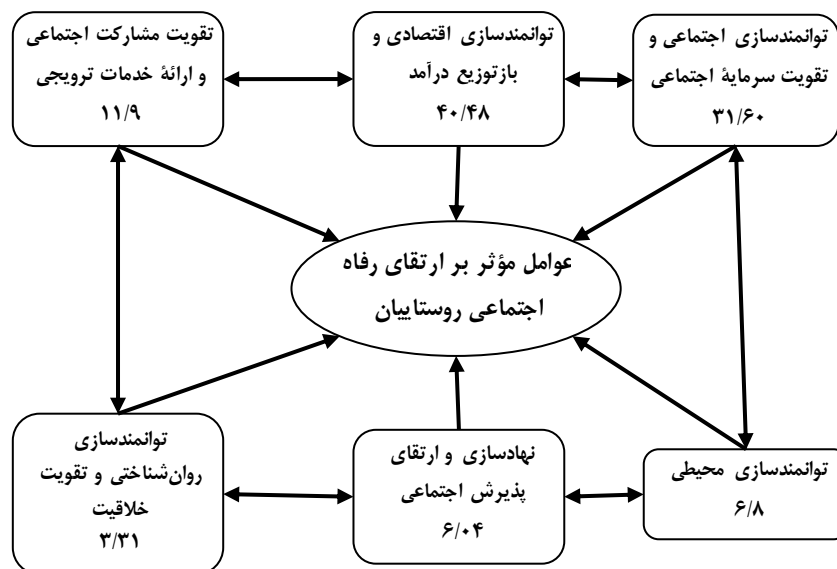 توانمندسازی اجتماعی و
تقویت سرمایهٔ اجتماعی
۳۱/۶۰
توانمندسازی اقتصادی و
بازتوزیع درآمد
۴۰/۴۸
تقویت مشارکت اجتماعی
و ارائهٔ خدمات ترویجی
۱۱/۹
عوامل مؤثر بر ارتقای رفاه
اجتماعی روستاییان
توانمندسازی محیطی
۶/۸
نهادسازی و ارتقای
پذیرش اجتماعی
۶/۰۴
توانمندسازی
روان‌شناختی و تقویت
خلاقیت
۳/۳۱